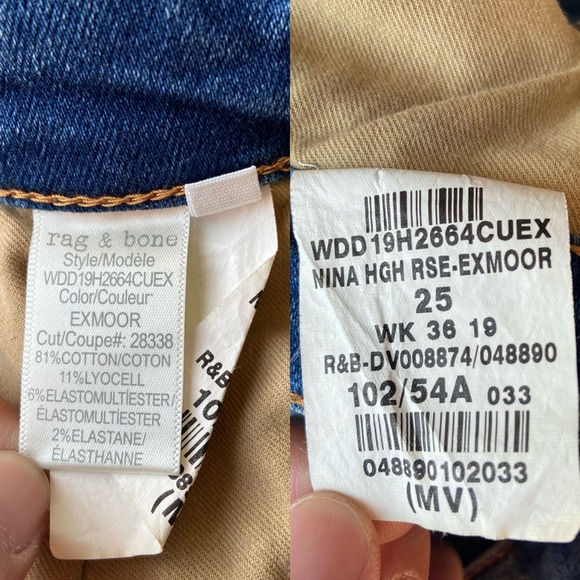 rag & bone
Style/Modèle
WDD19H2664CUEX
Color/Couleur
EXMOOR
Cut/Coupe#: 28338
81%COTTON/COTON
11%LYOCELL
6%ELASTOMULTIESTER/
ÉLASTOMULTIESTER
2%ELASTANE/
ÉLASTHANNE
R&B
10
(M
WDD19H2664CUEX
NINA HGH RSE-EXMOOR
25
WK 36 19
R&B-DV008874/048890
102/54A 033
048890102033
(MV)